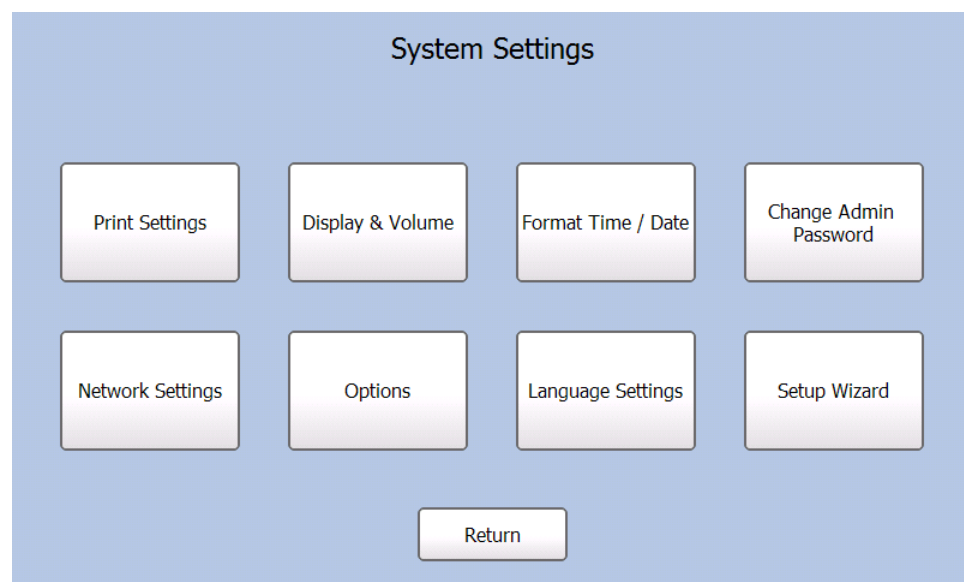 System Settings
Print Settings
Display & Volume
Format Time / Date
Change Admin
Password
Network Settings
Options
Language Settings
Setup Wizard
Return